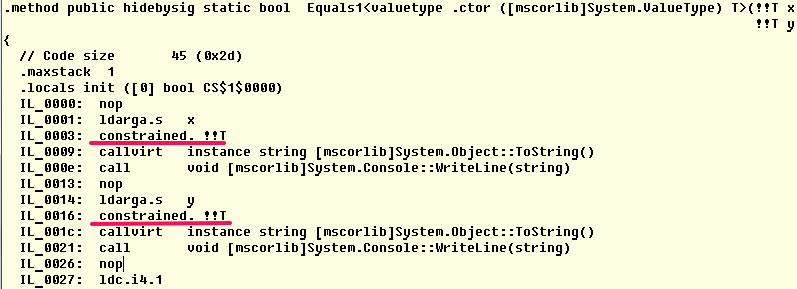 .method public hidebysig static bool  Equals1<valuetype .ctor ([mscorlib]System.ValueType) T>(!!T x
!!T y
{
  // Code size       45 (0x2d)
  .maxstack  1
  .locals init ([0] bool CS$1$0000)
  IL_0000:  nop
  IL_0001:  ldarga.s   x
  IL_0003:  constrained. !!T
  IL_0009:  callvirt   instance string [mscorlib]System.Object::ToString()
  IL_000e:  call       void [mscorlib]System.Console::WriteLine(string)
  IL_0013:  nop
  IL_0014:  ldarga.s   y
  IL_0016:  constrained. !!T
  IL_001c:  callvirt   instance string [mscorlib]System.Object::ToString()
  IL_0021:  call       void [mscorlib]System.Console::WriteLine(string)
  IL_0026:  nop
  IL_0027:  ldc.i4.1